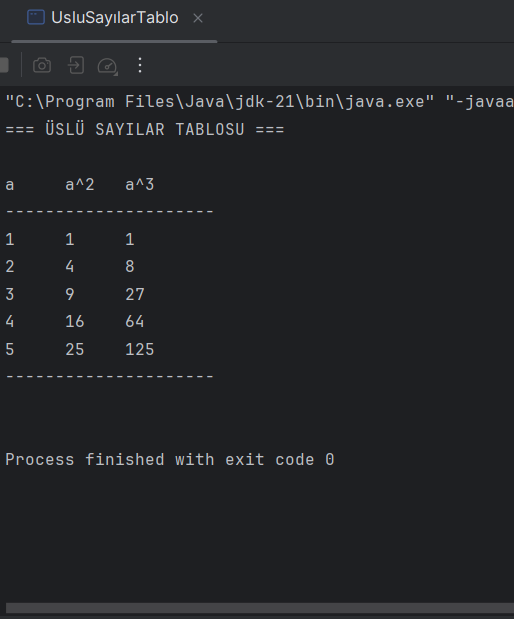 UsluSayılarTablo
"C:\Program Files\Java\jdk-21\bin\java.exe" "-javaa
=== ÜSLÜ SAYILAR TABLOSU ===
a a^2 a^3
---------------------
1 1 1
2 4 8
3 9 27
4 16 64
5 25 125
---------------------
Process finished with exit code 0